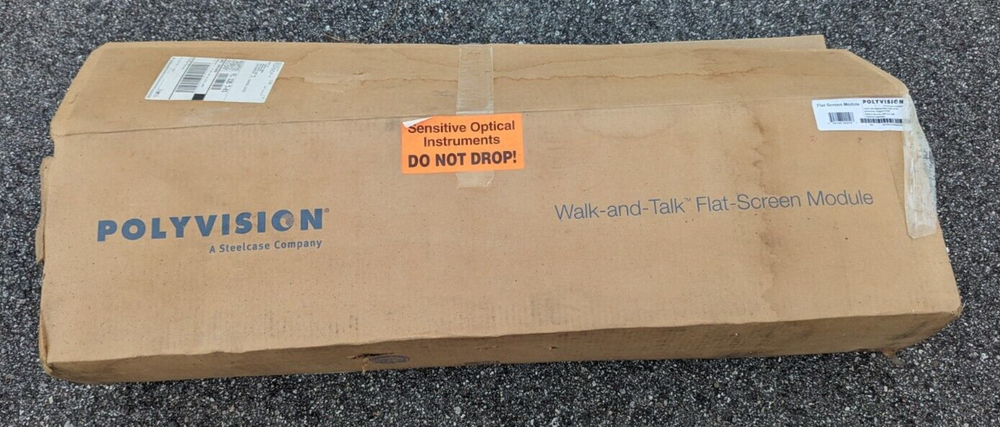 Sensitive Optical
Instruments
DO NOT DROP!
Flat-Screen Module
POLYVISION
POLYVISION®
A Steelcase Company
Walk-and-Talk™ Flat-Screen Module